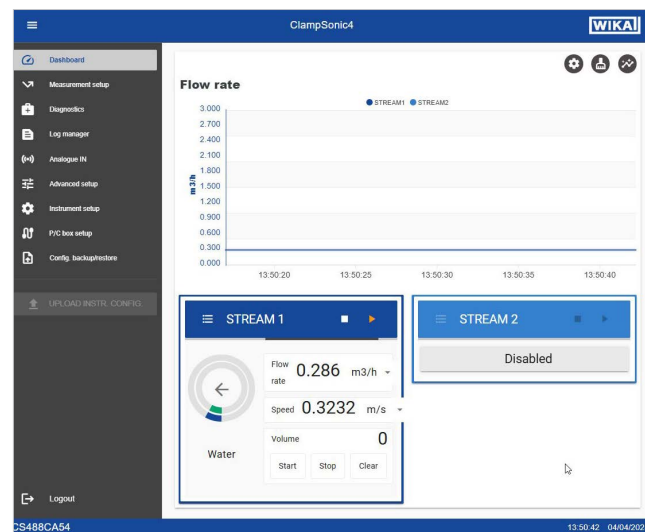 ClampSonic4
WIKA
Dashboard
Measurement setup
Diagnostics
Log manager
Analogue IN
Advanced setup
Instrument setup
P/C box setup
Config. backup/restore
UPLOAD INSTR. CONFIG.
Logout
Flow rate
STREAM1 STREAM2
m3/h
3.000
2.700
2.400
2.100
1.800
1.500
1.200
0.900
0.600
0.300
0.000
13:50:20 13:50:25 13:50:30 13:50:35 13:50:40
STREAM 1
Flow rate 0.286 m3/h
Speed 0.3232 m/s
Volume 0
Start Stop Clear
Water
STREAM 2
Disabled
CS488CA54
13:50:42 04/04/202